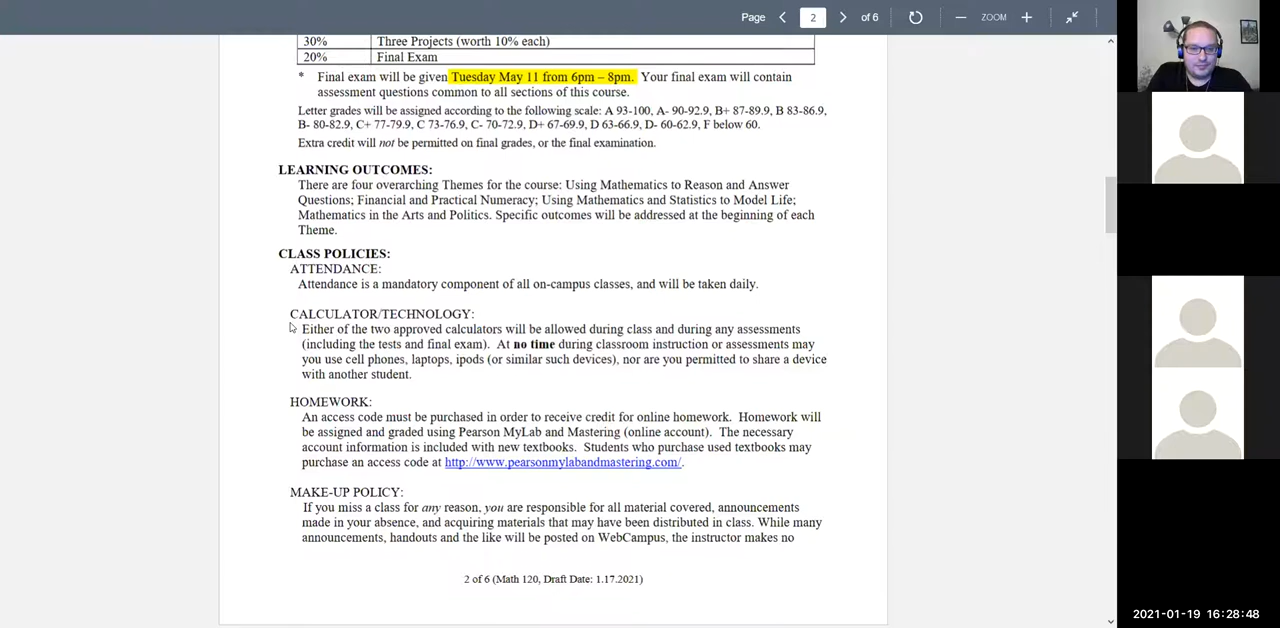 Page 2 of 6 ZOOM
30% Three Projects (worth 10% each)
20% Final Exam
* Final exam will be given Tuesday May 11 from 6pm – 8pm. Your final exam will contain
assessment questions common to all sections of this course.
Letter grades will be assigned according to the following scale: A 93-100, A- 90-92.9, B+ 87-89.9, B 83-86.9,
B- 80-82.9, C+ 77-79.9, C 73-76.9, C- 70-72.9, D+ 67-69.9, D 63-66.9, D- 60-62.9, F below 60.
Extra credit will not be permitted on final grades, or the final examination.
LEARNING OUTCOMES:
There are four overarching Themes for the course: Using Mathematics to Reason and Answer
Questions; Financial and Practical Numeracy; Using Mathematics and Statistics to Model Life;
Mathematics in the Arts and Politics. Specific outcomes will be addressed at the beginning of each
Theme.
CLASS POLICIES:
ATTENDANCE:
Attendance is a mandatory component of all on-campus classes, and will be taken daily.
CALCULATOR/TECHNOLOGY:
Either of the two approved calculators will be allowed during class and during any assessments
(including the tests and final exam). At no time during classroom instruction or assessments may
you use cell phones, laptops, ipods (or similar such devices), nor are you permitted to share a device
with another student.
HOMEWORK:
An access code must be purchased in order to receive credit for online homework. Homework will
be assigned and graded using Pearson MyLab and Mastering (online account). The necessary
account information is included with new textbooks. Students who purchase used textbooks may
purchase an access code at http://www.pearsonmylabandmastering.com/.
MAKE-UP POLICY:
If you miss a class for any reason, you are responsible for all material covered, announcements
made in your absence, and acquiring materials that may have been distributed in class. While many
announcements, handouts and the like will be posted on WebCampus, the instructor makes no
2 of 6 (Math 120, Draft Date: 1.17.2021)
2021-01-19 16:28:48